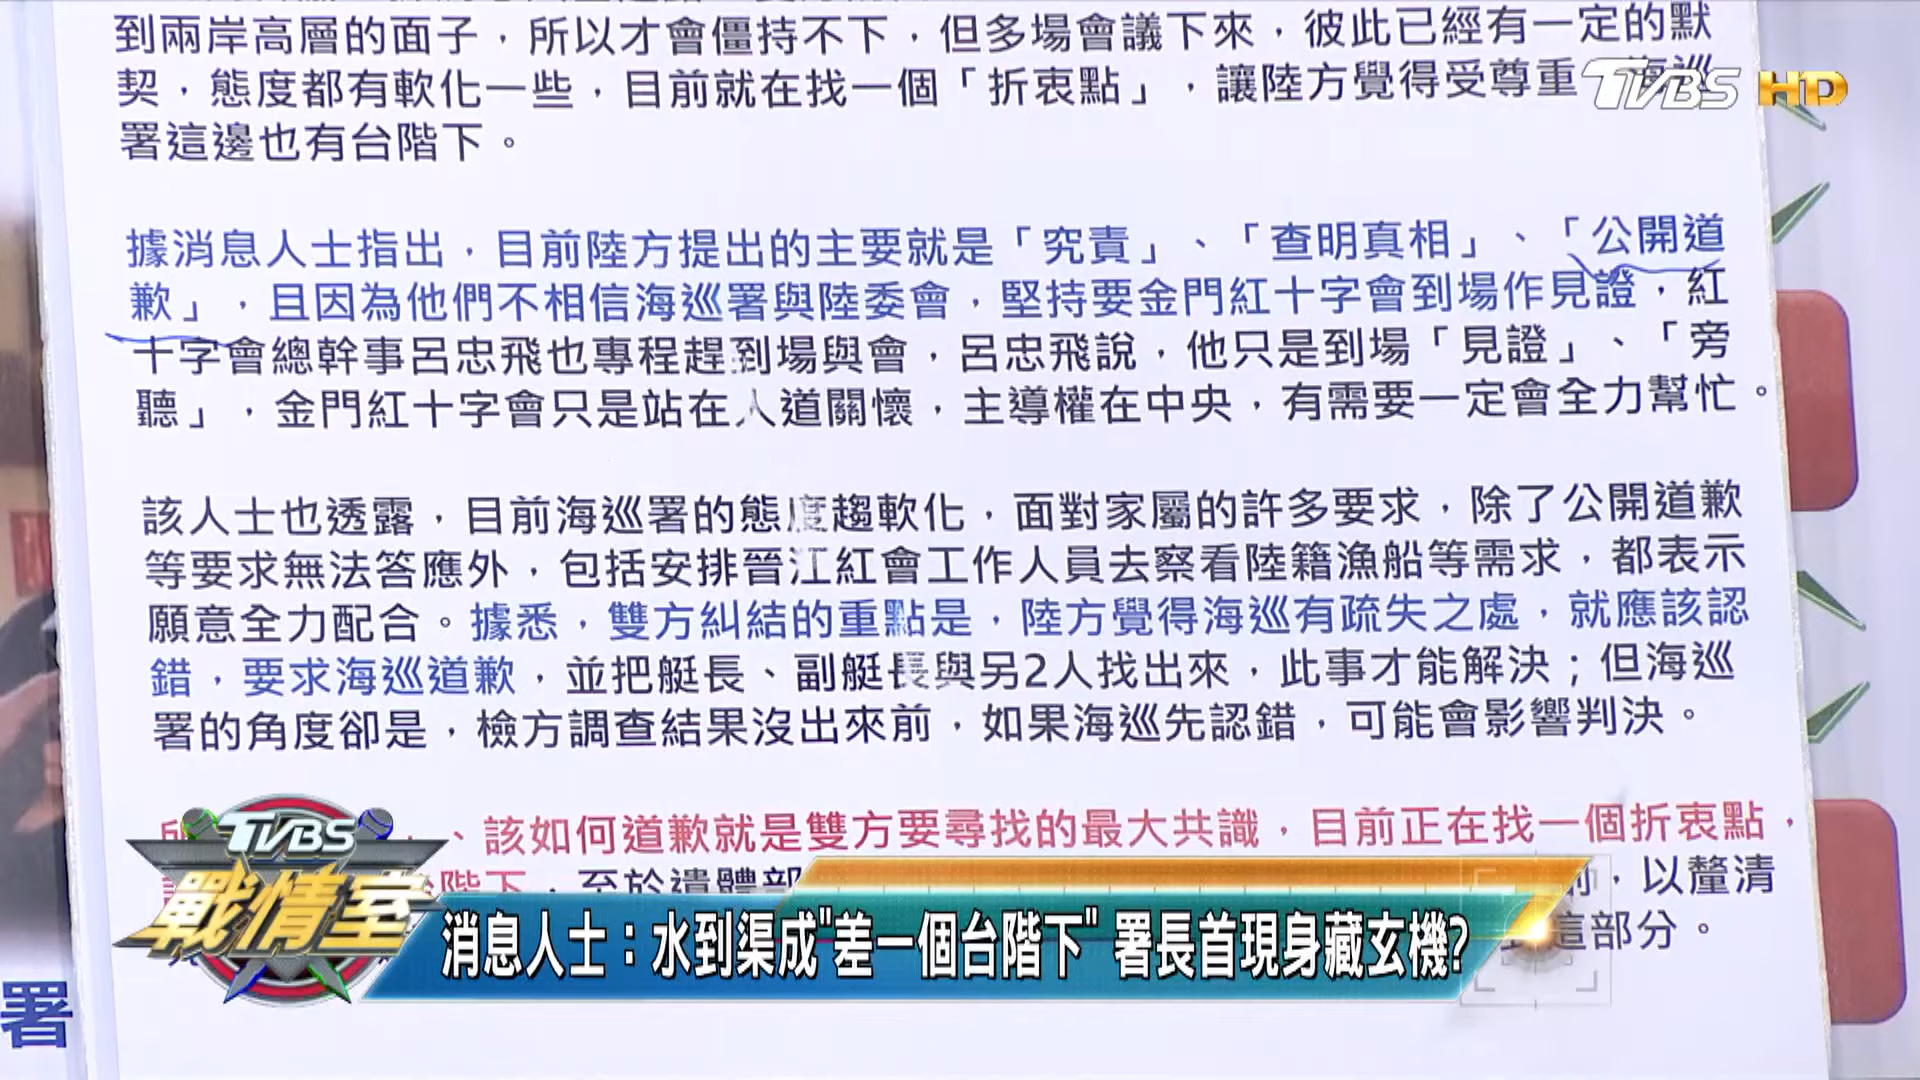 到兩岸高層的面子，所以才會僵持不下，但多場會議下來，彼此已經有一定的默
契，態度都有軟化一些，目前就在找一個「折衷點」，讓陸方覺得受尊重，海巡
TVBS HD
署這邊也有台階下。
據消息人士指出，目前陸方提出的主要就是「究責」、「查明真相」、「公開道
歉」，且因為他們不相信海巡署與陸委會，堅持要金門紅十字會到場作見證，紅
十字會總幹事呂忠飛也專程趕到場與會，呂忠飛說，他只是到場「見證」、「旁
聽」，金門紅十字會只是站在人道關懷，主導權在中央，有需要一定會全力幫忙。
該人士也透露，目前海巡署的態度趨軟化，面對家屬的許多要求，除了公開道歉
等要求無法答應外，包括安排晉江紅會工作人員去察看陸籍漁船等需求，都表示
願意全力配合。據悉，雙方糾結的重點是，陸方覺得海巡有疏失之處，就應該認
錯，要求海巡道歉，並把艇長、副艇長與另2人找出來，此事才能解決；但海巡
署的角度卻是，檢方調查結果沒出來前，如果海巡先認錯，可能會影響判決。
、該如何道歉就是雙方要尋找的最大共識，目前正在找一個折衷點，
台階下，至於遺體部 前，以釐清
這部分。
TVBS
戰情室
消息人士：水到渠成"差一個台階下" 署長首現身藏玄機?
署